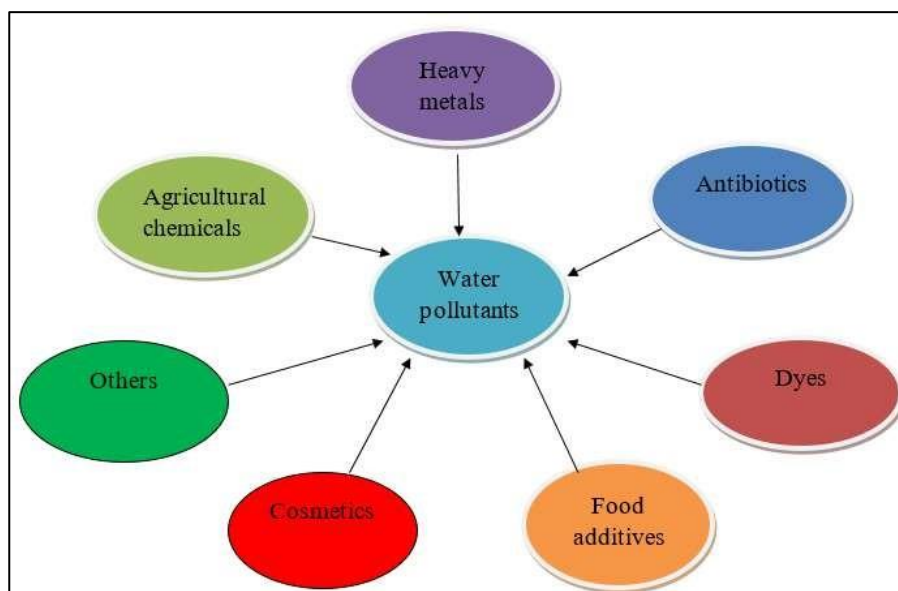 Heavy
metals
Agricultural
chemicals
Antibiotics
Water
pollutants
Others
Dyes
Cosmetics
Food
additives